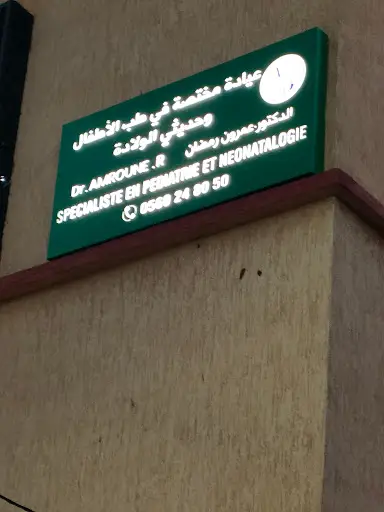 عيادة مختصة في طب الأطفال
وحديثي الولادة
الدكتور.عمرون رمضان
Dr. AMROUNE .R
SPECIALISTE EN PEDIATRIE ET NEONATALOGIE
0560 24 00 50